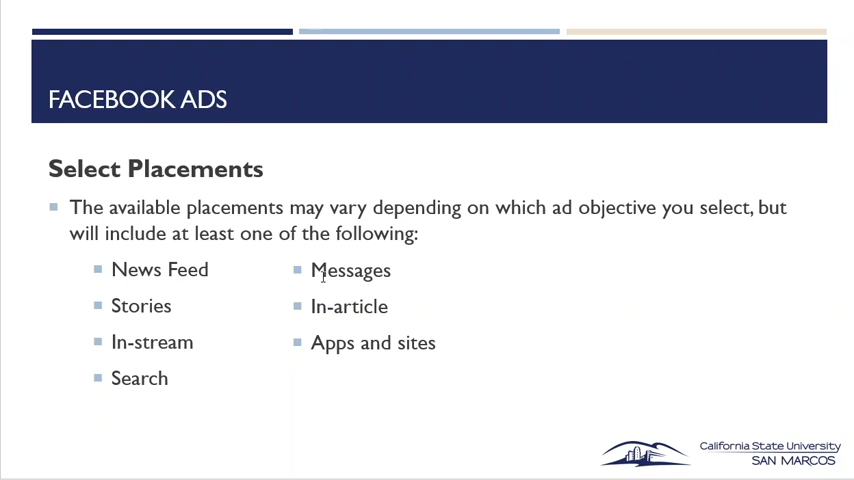 FACEBOOK ADS
Select Placements
The available placements may vary depending on which ad objective you select, but
will include at least one of the following:
News Feed
Stories
In-stream
Search
Messages
In-article
Apps and sites
California State University
SAN MARCOS